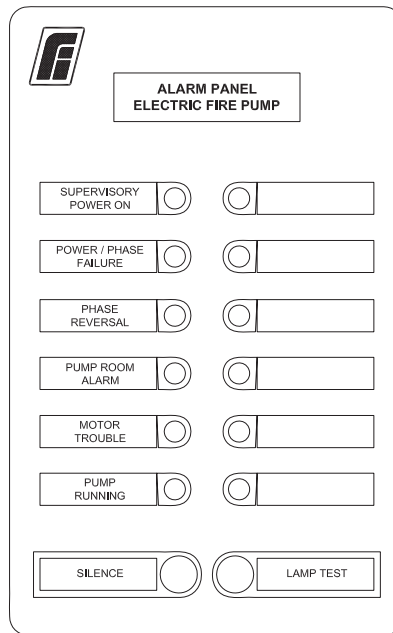 ALARM PANEL
ELECTRIC FIRE PUMP
SUPERVISORY
POWER ON
POWER / PHASE
FAILURE
PHASE
REVERSAL
PUMP ROOM
ALARM
MOTOR
TROUBLE
PUMP
RUNNING
SILENCE
LAMP TEST